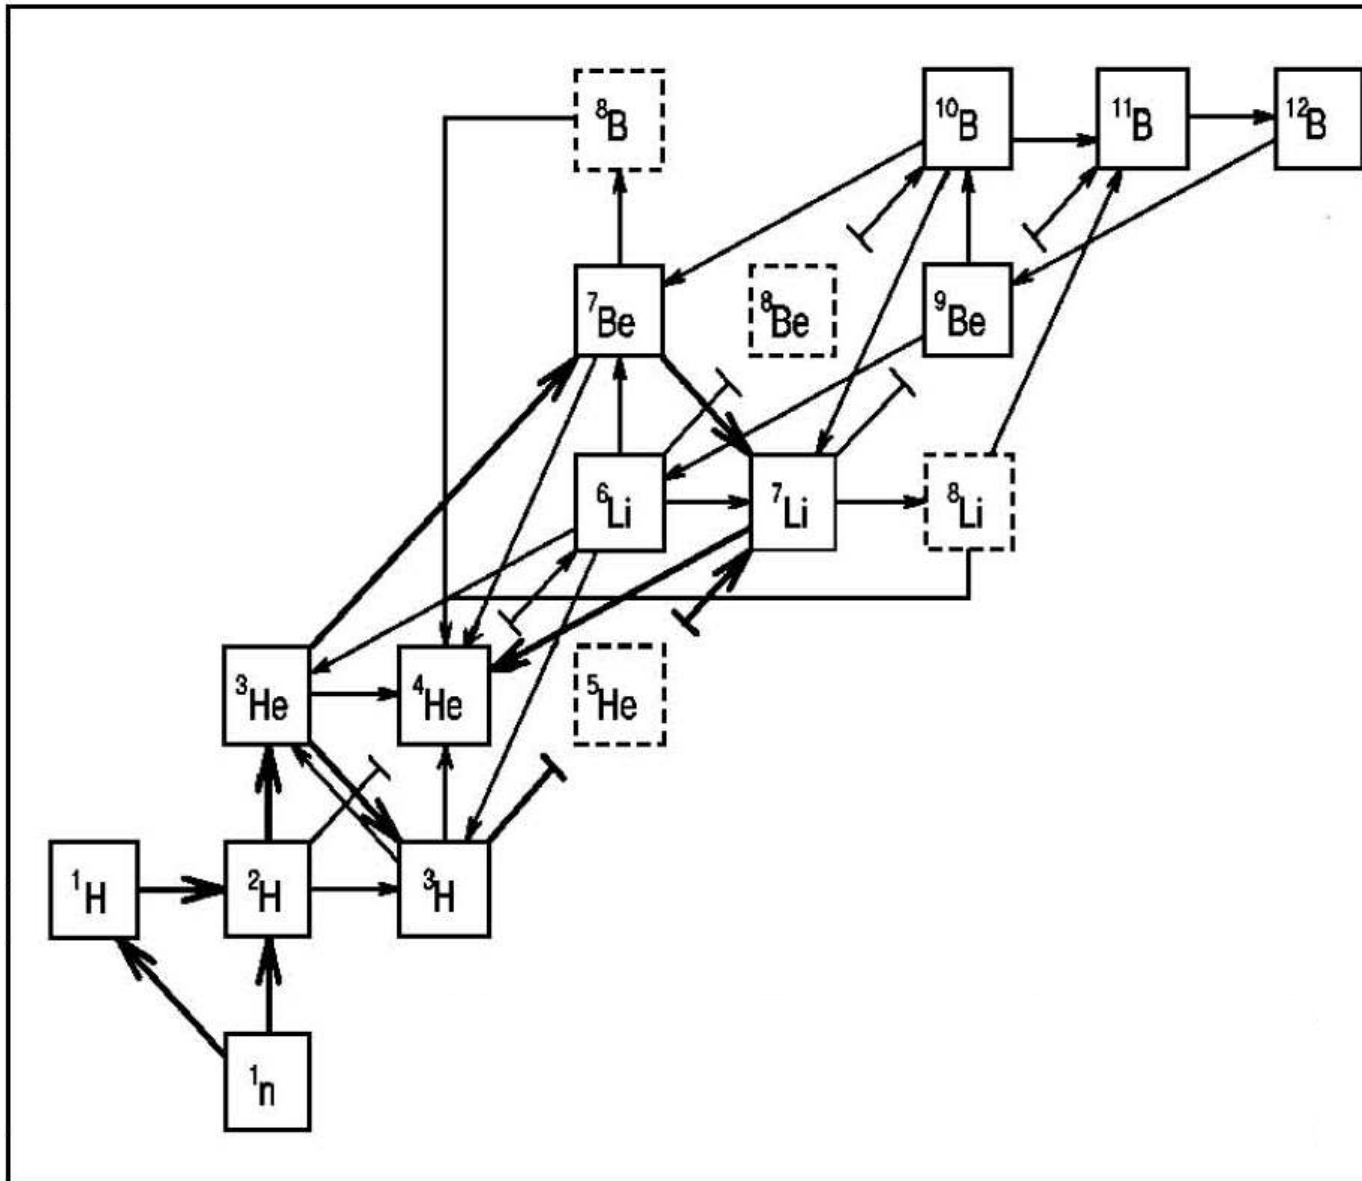 ⁸B ¹⁰B ¹¹B ¹²B
⁷Be ⁸Be ⁹Be
⁶Li ⁷Li ⁸Li
³He ⁴He ⁵He
¹H ²H ³H
¹n